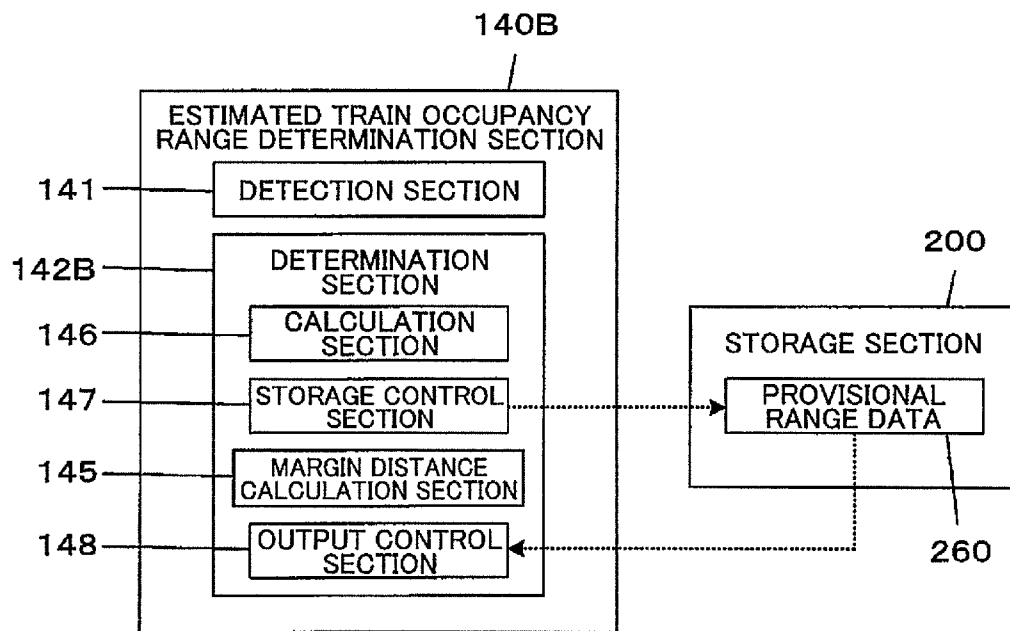 140B
ESTIMATED TRAIN OCCUPANCY
RANGE DETERMINATION SECTION
141
DETECTION SECTION
142B
DETERMINATION
SECTION
146
CALCULATION
SECTION
147
STORAGE CONTROL
SECTION
145
MARGIN DISTANCE
CALCULATION SECTION
148
OUTPUT CONTROL
SECTION
200
STORAGE SECTION
PROVISIONAL
RANGE DATA
260